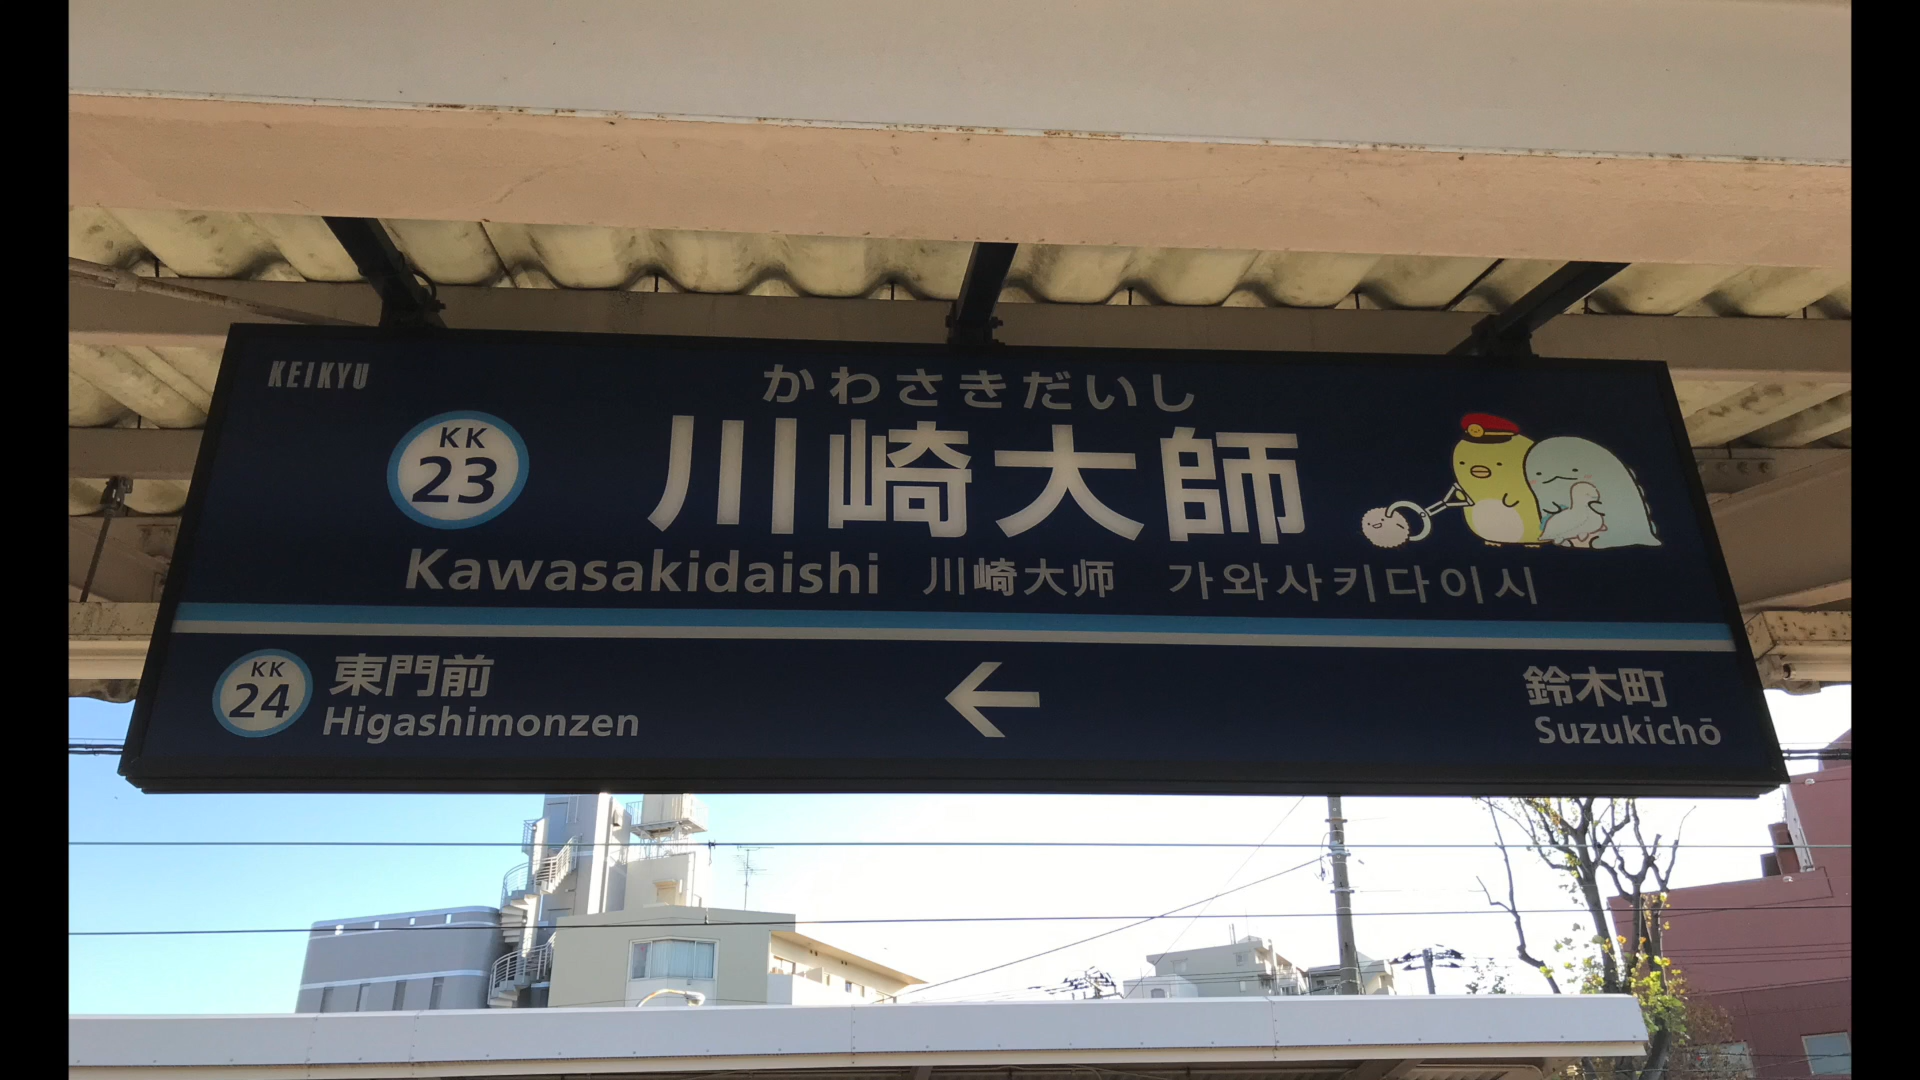 KEIKYU
かわさきだいし
KK
23
川崎大師
Kawasakidaishi 川崎大师 가와사키다이시
KK
24
東門前
Higashimonzen
←
鈴木町
Suzukichō